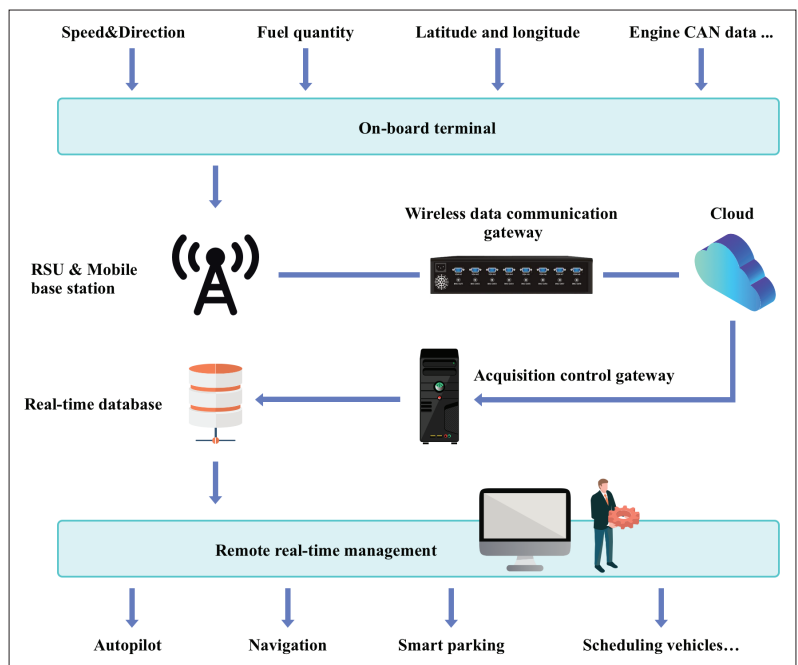 Speed&Direction
Fuel quantity
Latitude and longitude
Engine CAN data ...
On-board terminal
Wireless data communication
gateway
Cloud
RSU & Mobile
base station
Acquisition control gateway
Real-time database
Remote real-time management
Autopilot
Navigation
Smart parking
Scheduling vehicles…